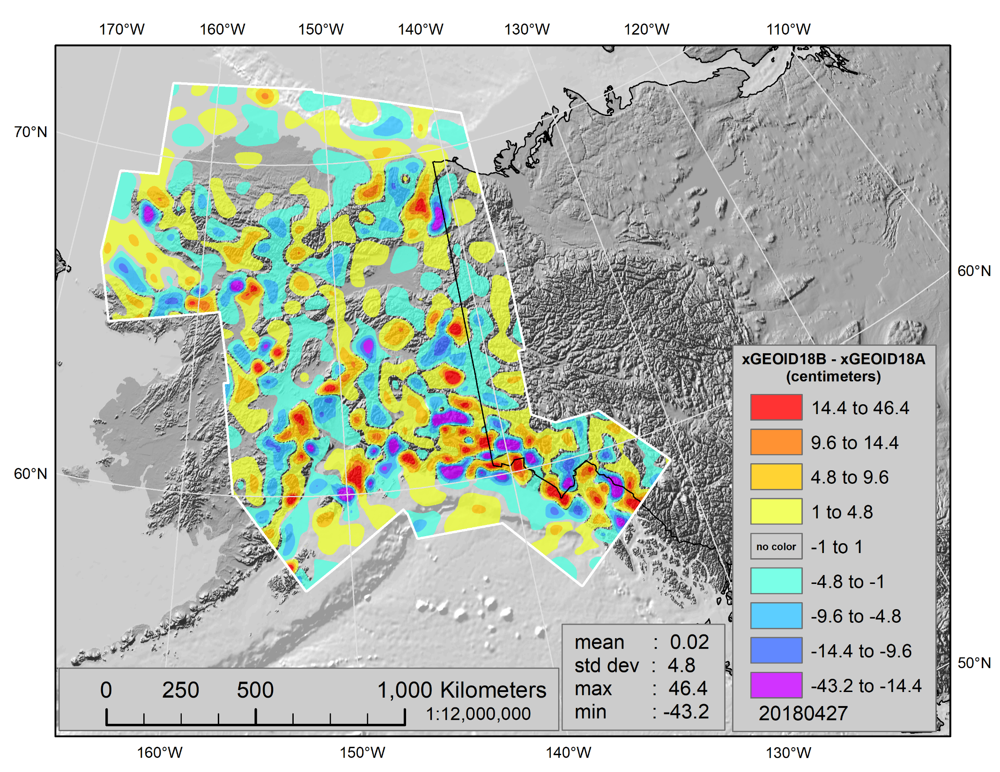 170°W 160°W 150°W 140°W 130°W 120°W 110°W
70°N
60°N
60°N
50°N
xGEOID18B - xGEOID18A
(centimeters)
14.4 to 46.4
9.6 to 14.4
4.8 to 9.6
1 to 4.8
no color -1 to 1
-4.8 to -1
-9.6 to -4.8
-14.4 to -9.6
-43.2 to -14.4
20180427
mean : 0.02
std dev : 4.8
max : 46.4
min : -43.2
0 250 500 1,000 Kilometers
1:12,000,000
160°W 150°W 140°W 130°W